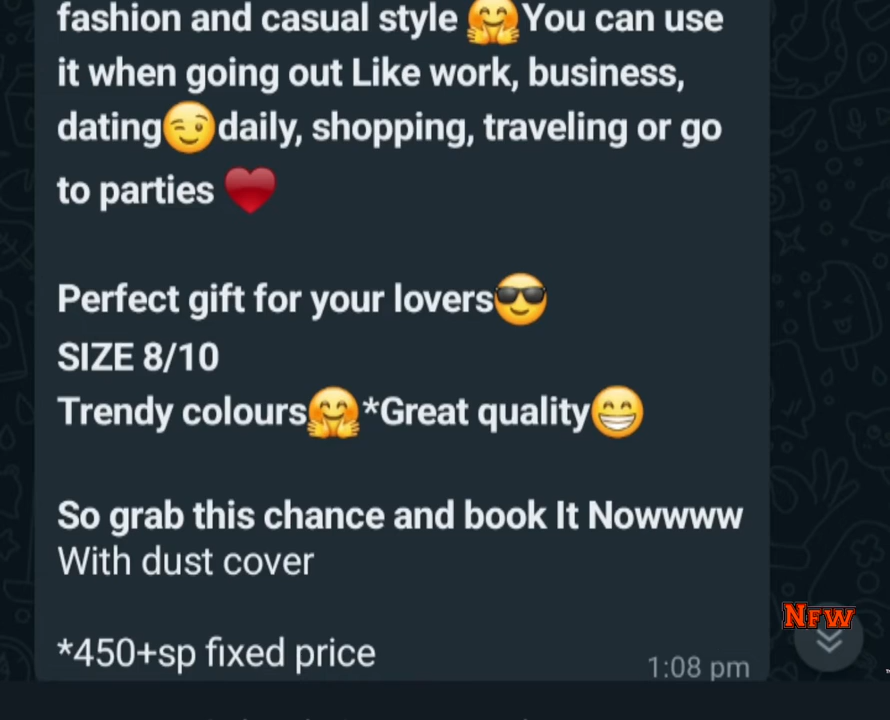 fashion and casual style 🤗You can use
it when going out Like work, business,
dating😉daily, shopping, traveling or go
to parties ❤️
Perfect gift for your lovers😎
SIZE 8/10
Trendy colours🤗*Great quality😁
So grab this chance and book It Nowwww
With dust cover
*450+sp fixed price
1:08 pm
NFW